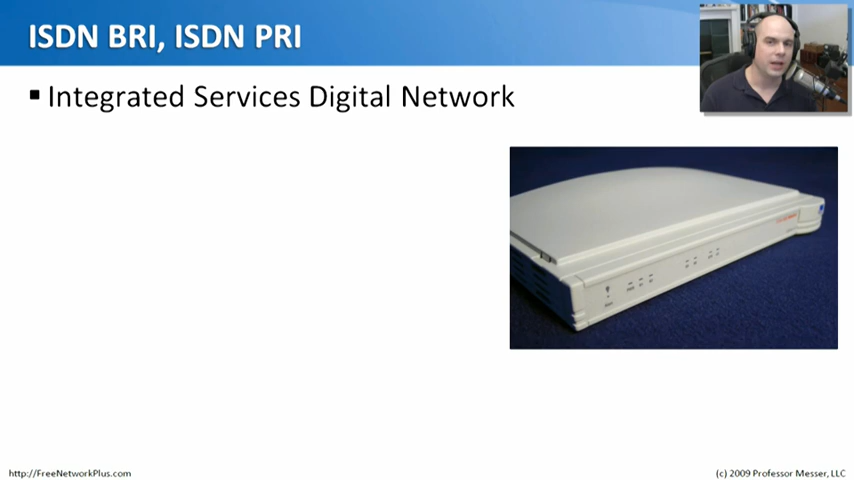 ISDN BRI, ISDN PRI
▪ Integrated Services Digital Network
http://FreeNetworkPlus.com
(c) 2009 Professor Messer, LLC